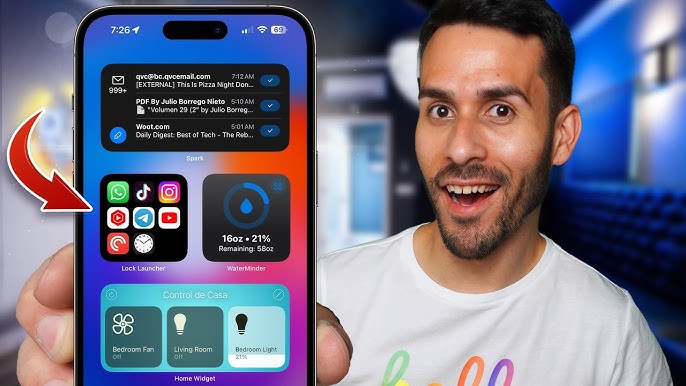 7:26
69
qvc@bc.qvcemail.com 7:12 AM
999+
[EXTERNAL] This Is Pizza Night Don...
PDF By Julio Borrego Nieto 5:10 AM
"Volumen 29 (2" by Julio Borreg...
Woot.com 5:01 AM
Daily Digest: Best of Tech - The Reb...
Spark
16oz • 21%
Remaining: 58oz
Lock Launcher
WaterMinder
Control de Casa
Bedroom Fan
Off
Living Room
Off
Bedroom Light
21%
Home Widget
hello